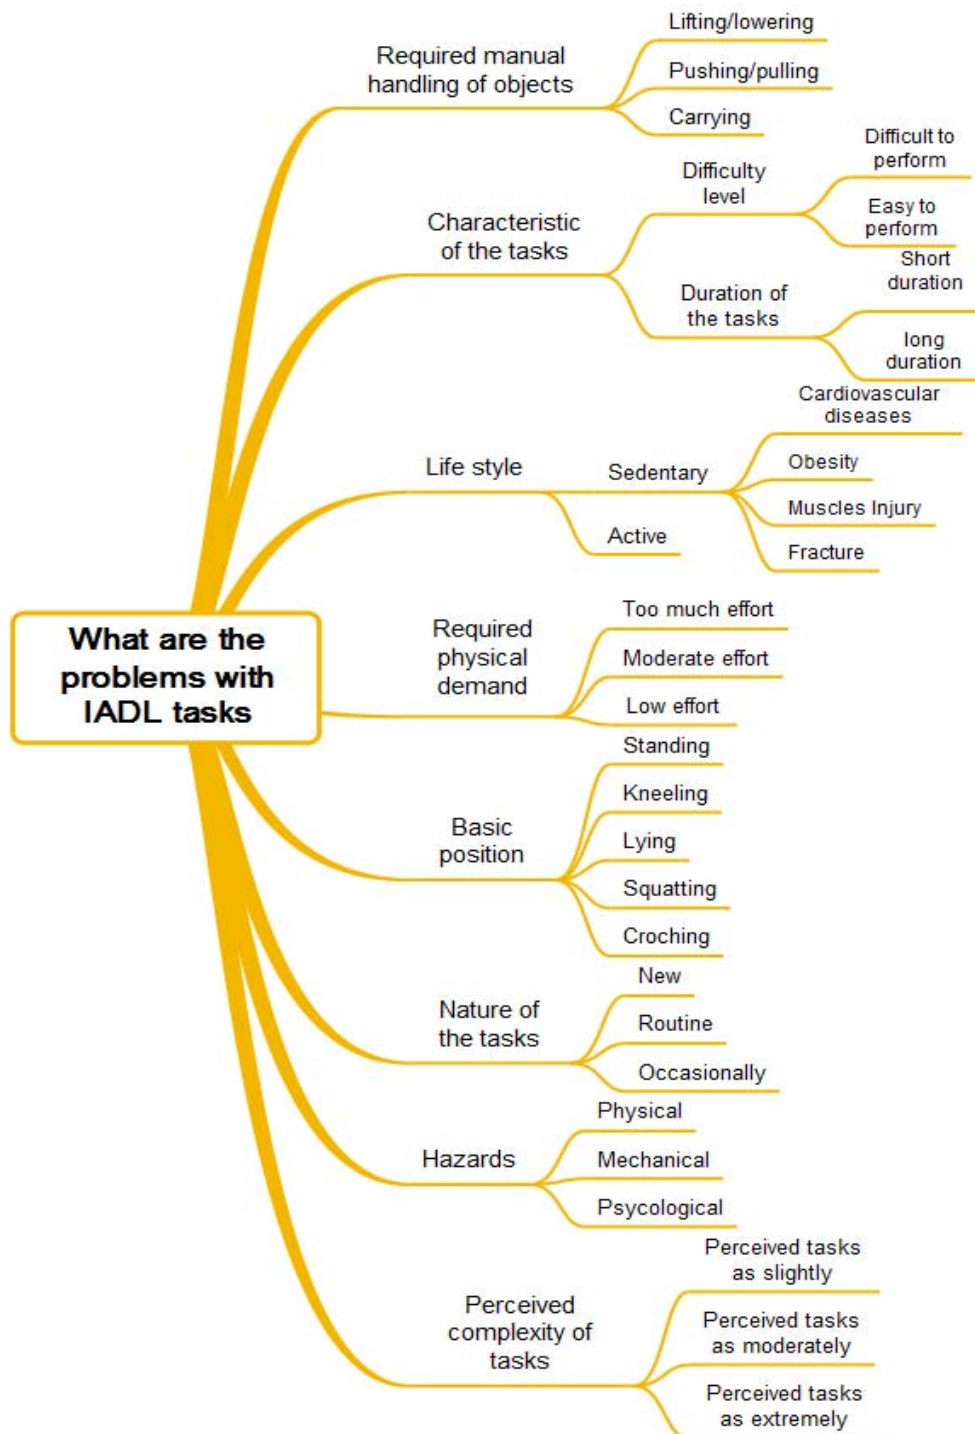 Required manual
handling of objects
Lifting/lowering
Pushing/pulling
Carrying
Characteristic
of the tasks
Difficulty
level
Difficult to
perform
Easy to
perform
Duration of
the tasks
Short
duration
long
duration
Life style
Sedentary
Cardiovascular
diseases
Obesity
Muscles Injury
Fracture
Active
What are the
problems with
IADL tasks
Required
physical
demand
Too much effort
Moderate effort
Low effort
Basic
position
Standing
Kneeling
Lying
Squatting
Croching
Nature of
the tasks
New
Routine
Occasionally
Hazards
Physical
Mechanical
Psycological
Perceived
complexity of
tasks
Perceived tasks
as slightly
Perceived tasks
as moderately
Perceived tasks
as extremely